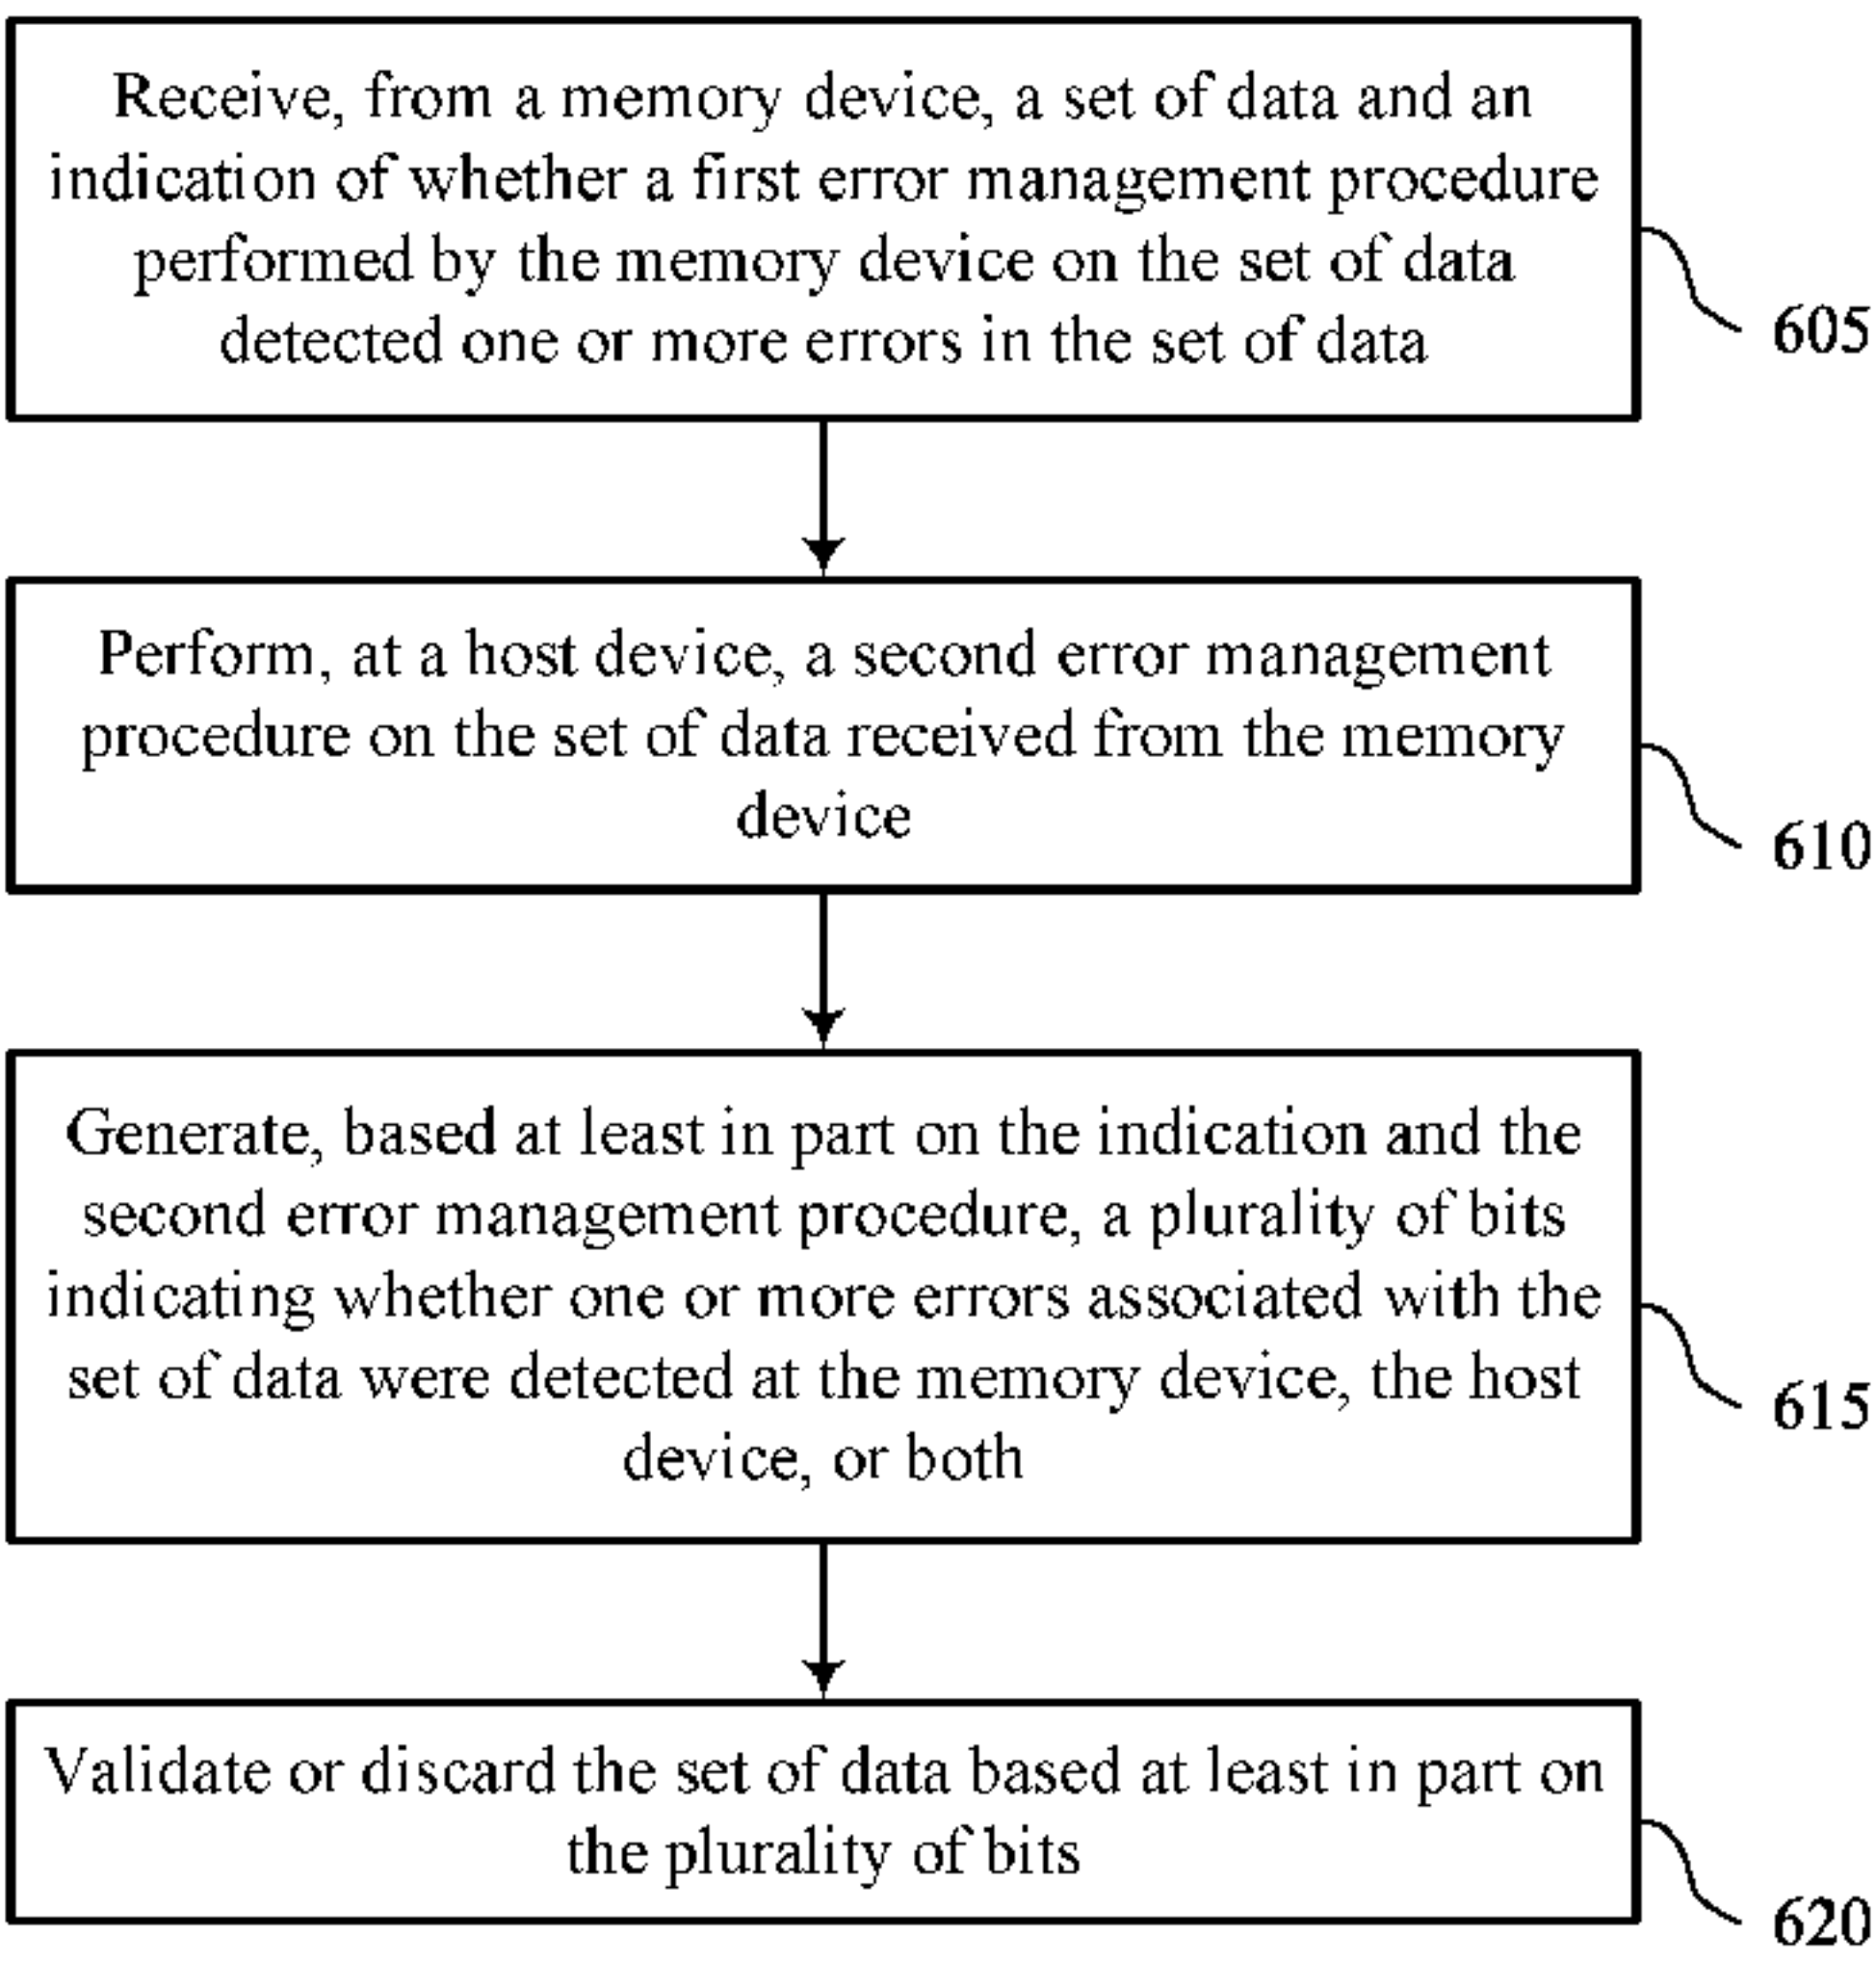 Receive, from a memory device, a set of data and an
indication of whether a first error management procedure
performed by the memory device on the set of data
detected one or more errors in the set of data
605
Perform, at a host device, a second error management
procedure on the set of data received from the memory
device
610
Generate, based at least in part on the indication and the
second error management procedure, a plurality of bits
indicating whether one or more errors associated with the
set of data were detected at the memory device, the host
device, or both
615
Validate or discard the set of data based at least in part on
the plurality of bits
620